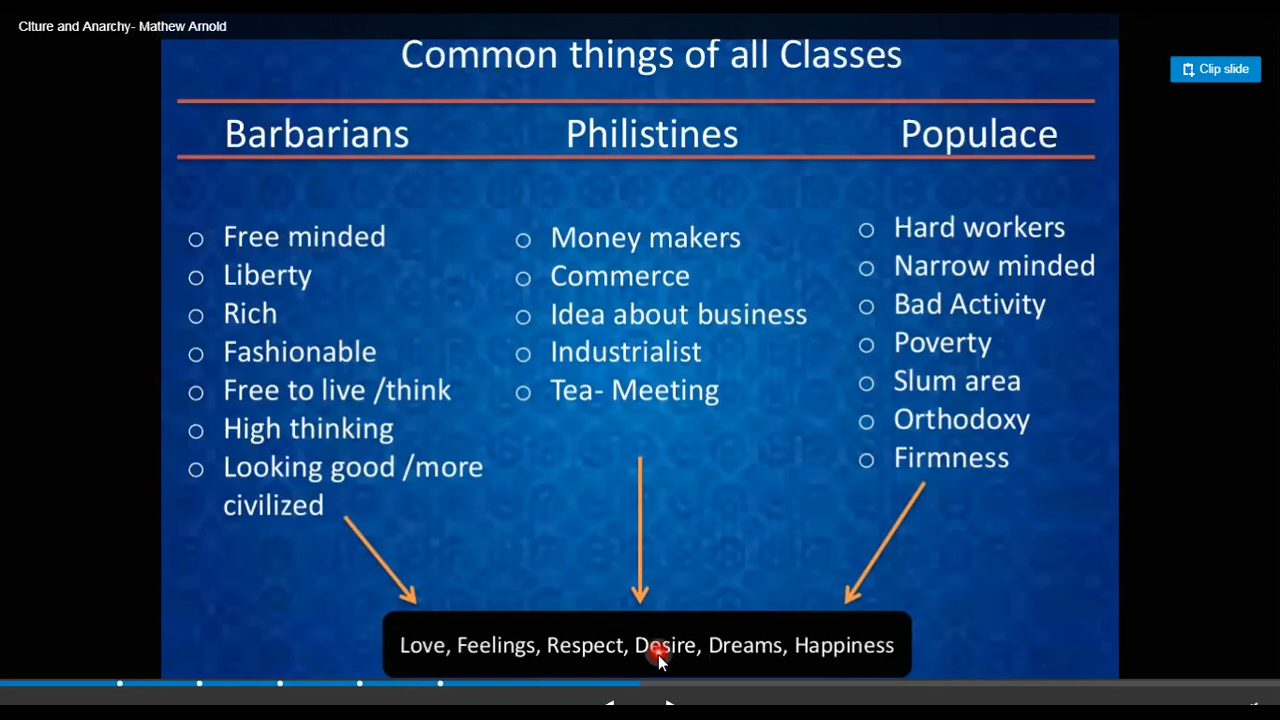 Clture and Anarchy- Mathew Arnold
Clip slide
Common things of all Classes
Barbarians
Philistines
Populace
Free minded
Liberty
Rich
Fashionable
Free to live /think
High thinking
Looking good /more
civilized
Money makers
Commerce
Idea about business
Industrialist
Tea- Meeting
Hard workers
Narrow minded
Bad Activity
Poverty
Slum area
Orthodoxy
Firmness
Love, Feelings, Respect, Desire, Dreams, Happiness